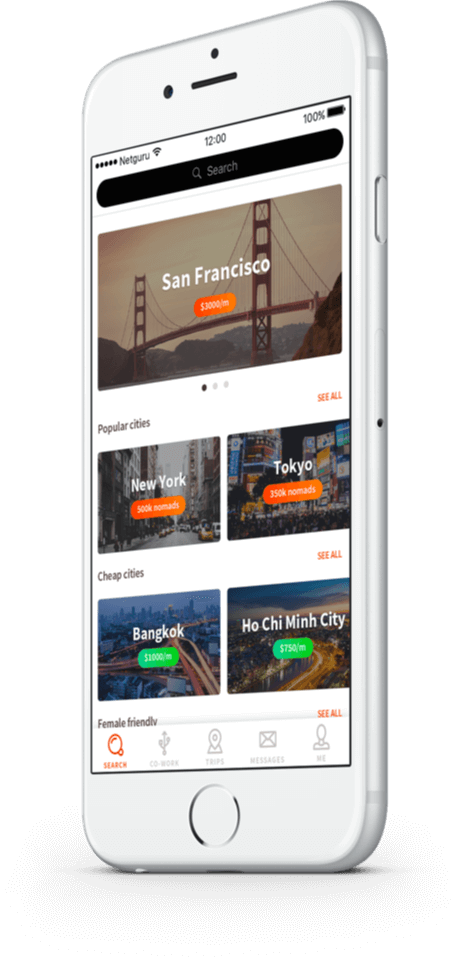 Netguru 12:00 100%
Search
San Francisco
$3000/m
SEE ALL
Popular cities
New York
500k nomads
Tokyo
350k nomads
SEE ALL
Cheap cities
Bangkok
$1000/m
Ho Chi Minh City
$750/m
SEE ALL
Female friendly
SEARCH CO-WORK TRIPS MESSAGES ME